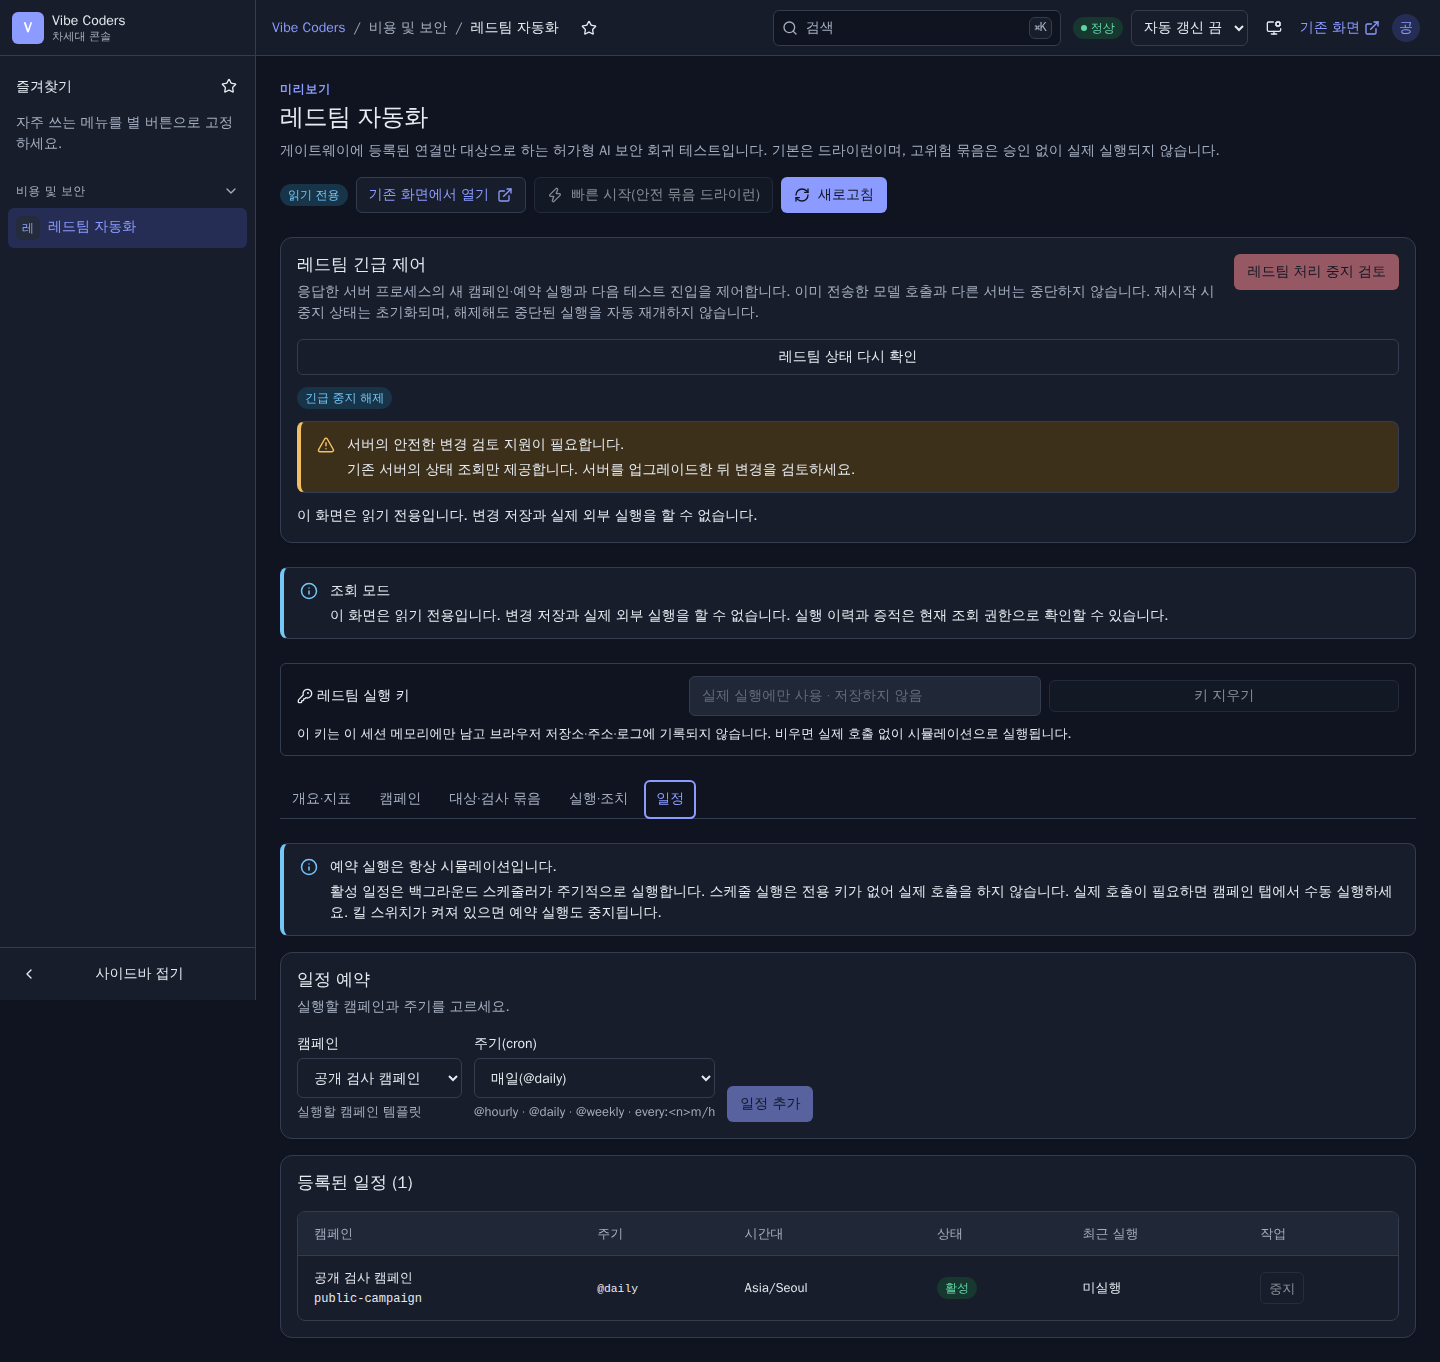 V
Vibe Coders
차세대 콘솔
Vibe Coders / 비용 및 보안 / 레드팀 자동화
검색
⌘K
정상
자동 갱신 끔
기존 화면
공
즐겨찾기
자주 쓰는 메뉴를 별 버튼으로 고정
하세요.
비용 및 보안
레
레드팀 자동화
사이드바 접기
미리보기
레드팀 자동화
게이트웨이에 등록된 연결만 대상으로 하는 허가형 AI 보안 회귀 테스트입니다. 기본은 드라이런이며, 고위험 묶음은 승인 없이 실제 실행되지 않습니다.
읽기 전용
기존 화면에서 열기
빠른 시작(안전 묶음 드라이런)
새로고침
레드팀 긴급 제어
응답한 서버 프로세스의 새 캠페인·예약 실행과 다음 테스트 진입을 제어합니다. 이미 전송한 모델 호출과 다른 서버는 중단하지 않습니다. 재시작 시
중지 상태는 초기화되며, 해제해도 중단된 실행을 자동 재개하지 않습니다.
레드팀 처리 중지 검토
레드팀 상태 다시 확인
긴급 중지 해제
서버의 안전한 변경 검토 지원이 필요합니다.
기존 서버의 상태 조회만 제공합니다. 서버를 업그레이드한 뒤 변경을 검토하세요.
이 화면은 읽기 전용입니다. 변경 저장과 실제 외부 실행을 할 수 없습니다.
조회 모드
이 화면은 읽기 전용입니다. 변경 저장과 실제 외부 실행을 할 수 없습니다. 실행 이력과 증적은 현재 조회 권한으로 확인할 수 있습니다.
레드팀 실행 키
실제 실행에만 사용 · 저장하지 않음
키 지우기
이 키는 이 세션 메모리에만 남고 브라우저 저장소·주소·로그에 기록되지 않습니다. 비우면 실제 호출 없이 시뮬레이션으로 실행됩니다.
개요·지표
캠페인
대상·검사 묶음
실행·조치
일정
예약 실행은 항상 시뮬레이션입니다.
활성 일정은 백그라운드 스케줄러가 주기적으로 실행합니다. 스케줄 실행은 전용 키가 없어 실제 호출을 하지 않습니다. 실제 호출이 필요하면 캠페인 탭에서 수동 실행하세
요. 킬 스위치가 켜져 있으면 예약 실행도 중지됩니다.
일정 예약
실행할 캠페인과 주기를 고르세요.
캠페인
공개 검사 캠페인
실행할 캠페인 템플릿
주기(cron)
매일(@daily)
@hourly · @daily · @weekly · every:<n>m/h
일정 추가
등록된 일정 (1)
캠페인 주기 시간대 상태 최근 실행 작업
공개 검사 캠페인
public-campaign
@daily
Asia/Seoul
활성
미실행
중지